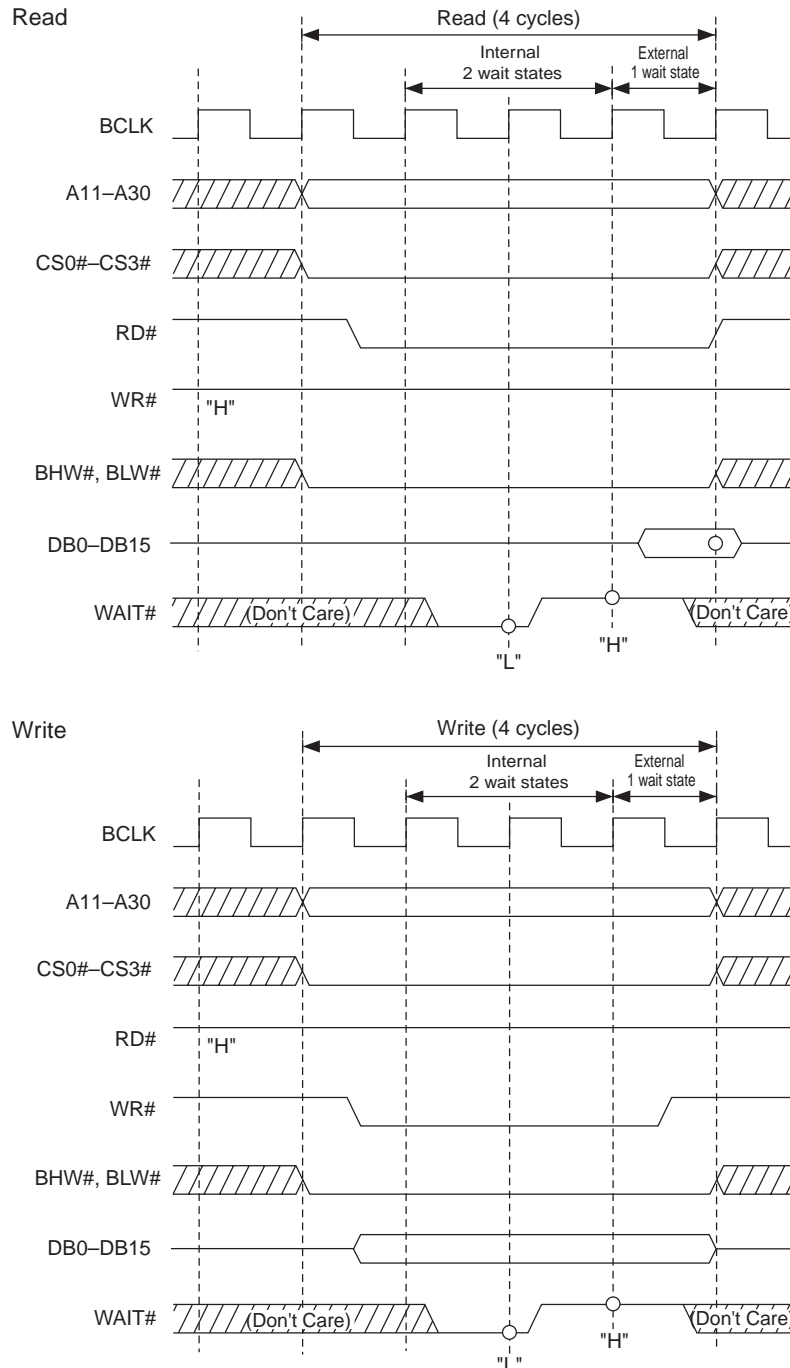 Read
Read (4 cycles)
Internal
2 wait states
External
1 wait state
BCLK
A11–A30
CS0#–CS3#
RD#
WR#
"H"
BHW#, BLW#
DB0–DB15
WAIT#
(Don't Care)
(Don't Care)
"L"
"H"
Write
Write (4 cycles)
Internal
2 wait states
External
1 wait state
BCLK
A11–A30
CS0#–CS3#
RD#
"H"
WR#
BHW#, BLW#
DB0–DB15
WAIT#
(Don't Care)
(Don't Care)
"H"
"L"